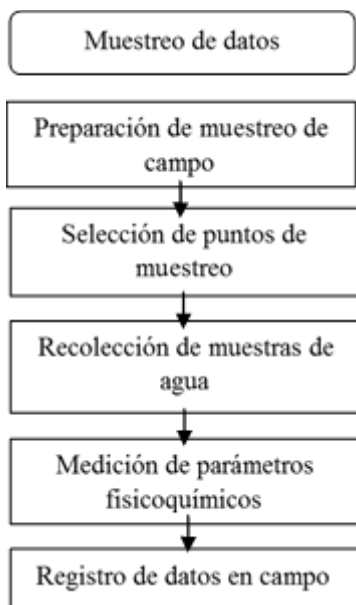 Muestreo de datos
Preparación de muestreo de
campo
Selección de puntos de
muestreo
Recolección de muestras de
agua
Medición de parámetros
fisicoquímicos
Registro de datos en campo